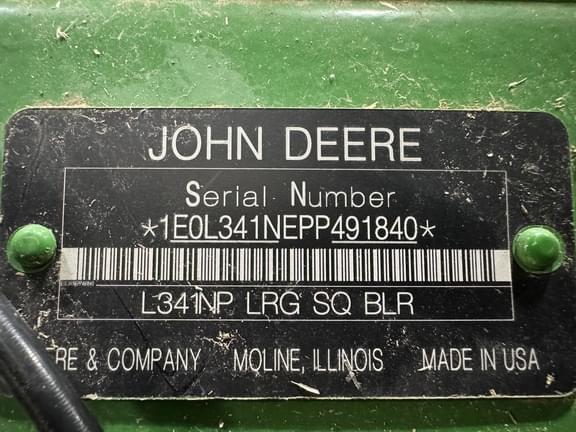 JOHN DEERE
Serial Number
*1E0L341NEPP491840*
L341NP LRG SQ BLR
RE & COMPANY MOLINE, ILLINOIS MADE IN USA